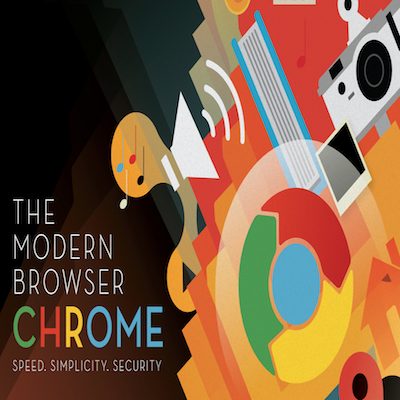 THE
MODERN
BROWSER
CHROME
SPEED. SIMPLICITY. SECURITY